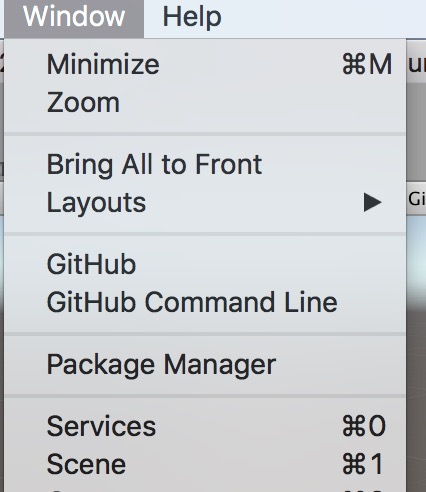 Window Help
Minimize ⌘M
Zoom
Bring All to Front
Layouts ▶
GitHub
GitHub Command Line
Package Manager
Services ⌘0
Scene ⌘1